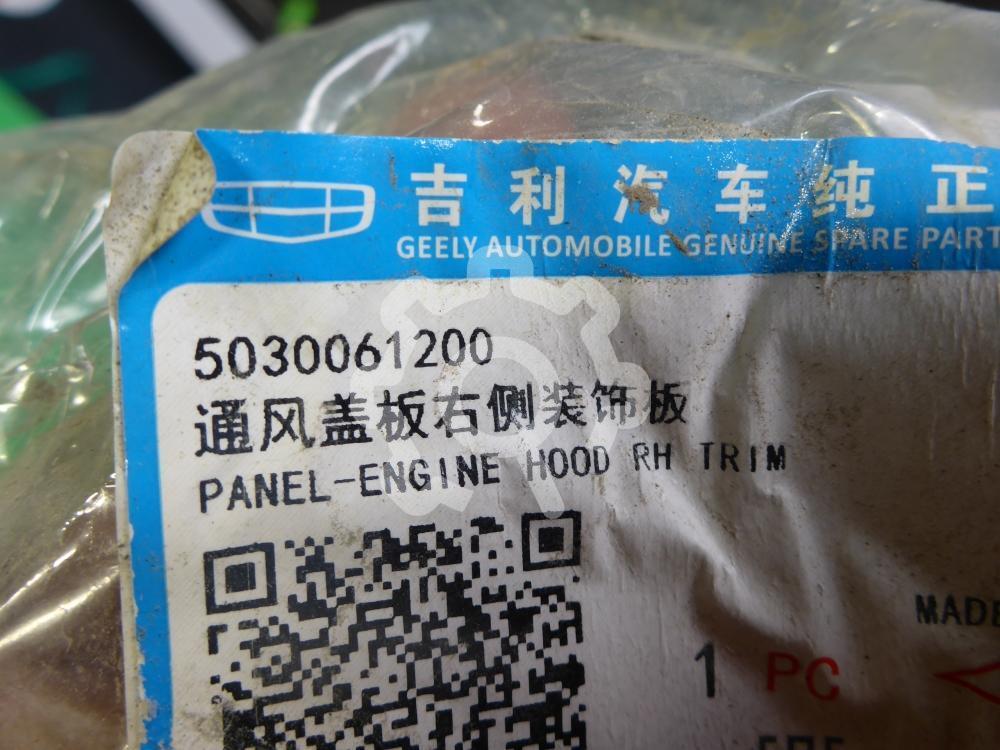 吉利汽车纯正
GEELY AUTOMOBILE GENUINE SPARE PART
5030061200
通风盖板右侧装饰板
PANEL-ENGINE HOOD RH TRIM
MADE
1 PC